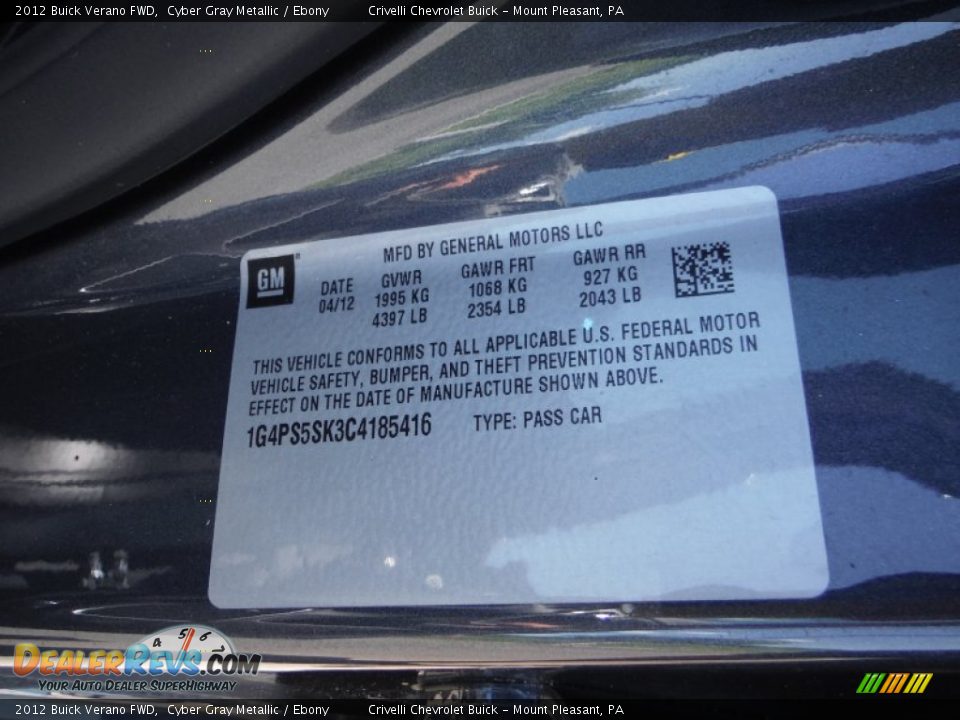 2012 Buick Verano FWD, Cyber Gray Metallic / Ebony Crivelli Chevrolet Buick - Mount Pleasant, PA
GM
MFD BY GENERAL MOTORS LLC
DATE GVWR GAWR FRT GAWR RR
04/12 1995 KG 1068 KG 927 KG
4397 LB 2354 LB 2043 LB
THIS VEHICLE CONFORMS TO ALL APPLICABLE U.S. FEDERAL MOTOR
VEHICLE SAFETY, BUMPER, AND THEFT PREVENTION STANDARDS IN
EFFECT ON THE DATE OF MANUFACTURE SHOWN ABOVE.
1G4PS5SK3C4185416 TYPE: PASS CAR
4 5 6
DEALERREVS.COM
YOUR AUTO DEALER SUPERHIGHWAY
2012 Buick Verano FWD, Cyber Gray Metallic / Ebony Crivelli Chevrolet Buick - Mount Pleasant, PA